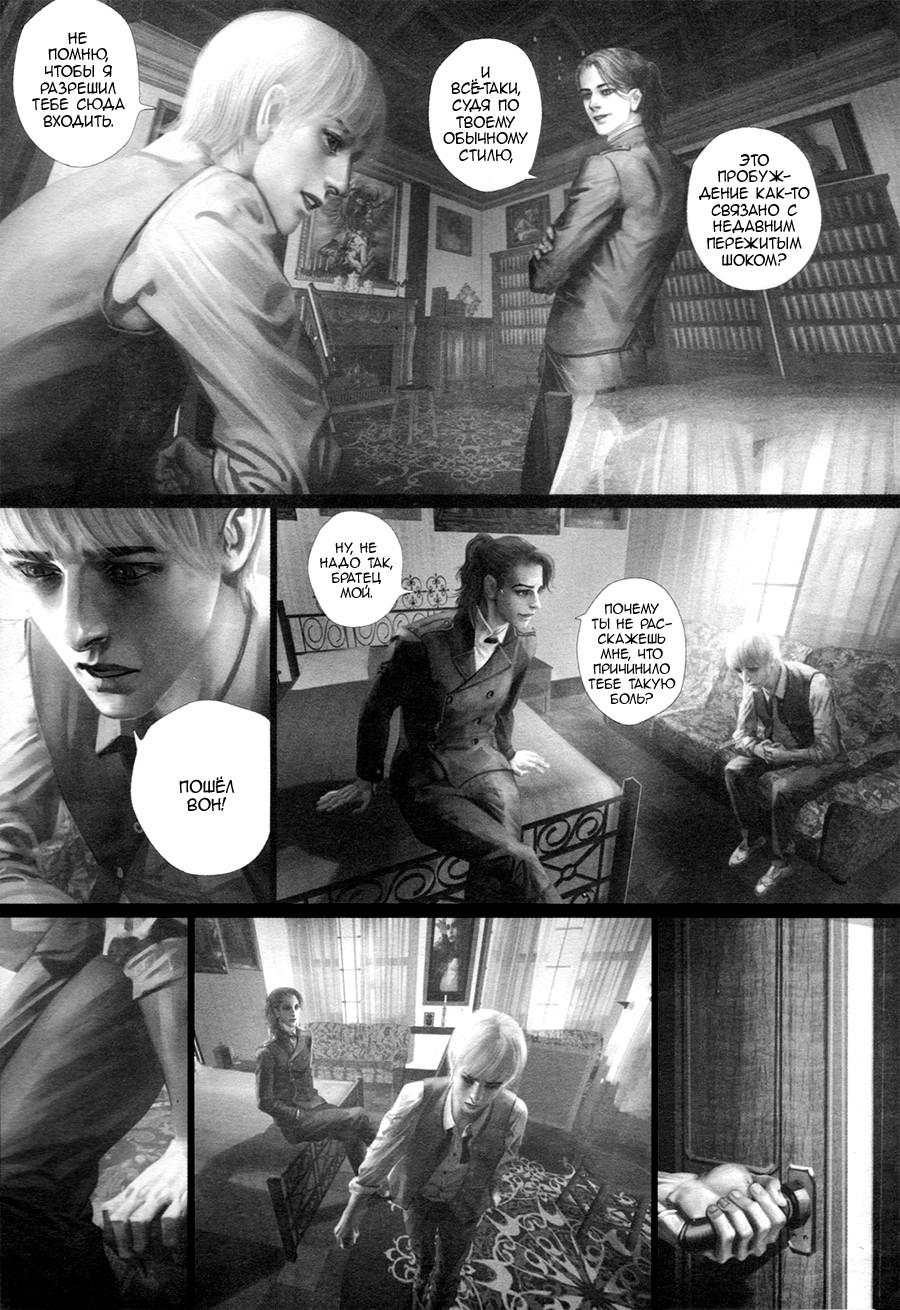 НЕ
ПОМНЮ,
ЧТОБЫ Я
РАЗРЕШИЛ
ТЕБЕ СЮДА
ВХОДИТЬ.
И
ВСЁ-ТАКИ,
СУДЯ ПО
ТВОЕМУ
ОБЫЧНОМУ
СТИЛЮ,
ЭТО
ПРОБУЖ-
ДЕНИЕ КАК-ТО
СВЯЗАНО С
НЕДАВНИМ
ПЕРЕЖИТЫМ
ШОКОМ?
ПОШЁЛ
ВОН!
НУ, НЕ
НАДО ТАК,
БРАТЕЦ
МОЙ.
ПОЧЕМУ
ТЫ НЕ РАС-
СКАЖЕШЬ
МНЕ, ЧТО
ПРИЧИНИЛО
ТЕБЕ ТАКУЮ
БОЛЬ?